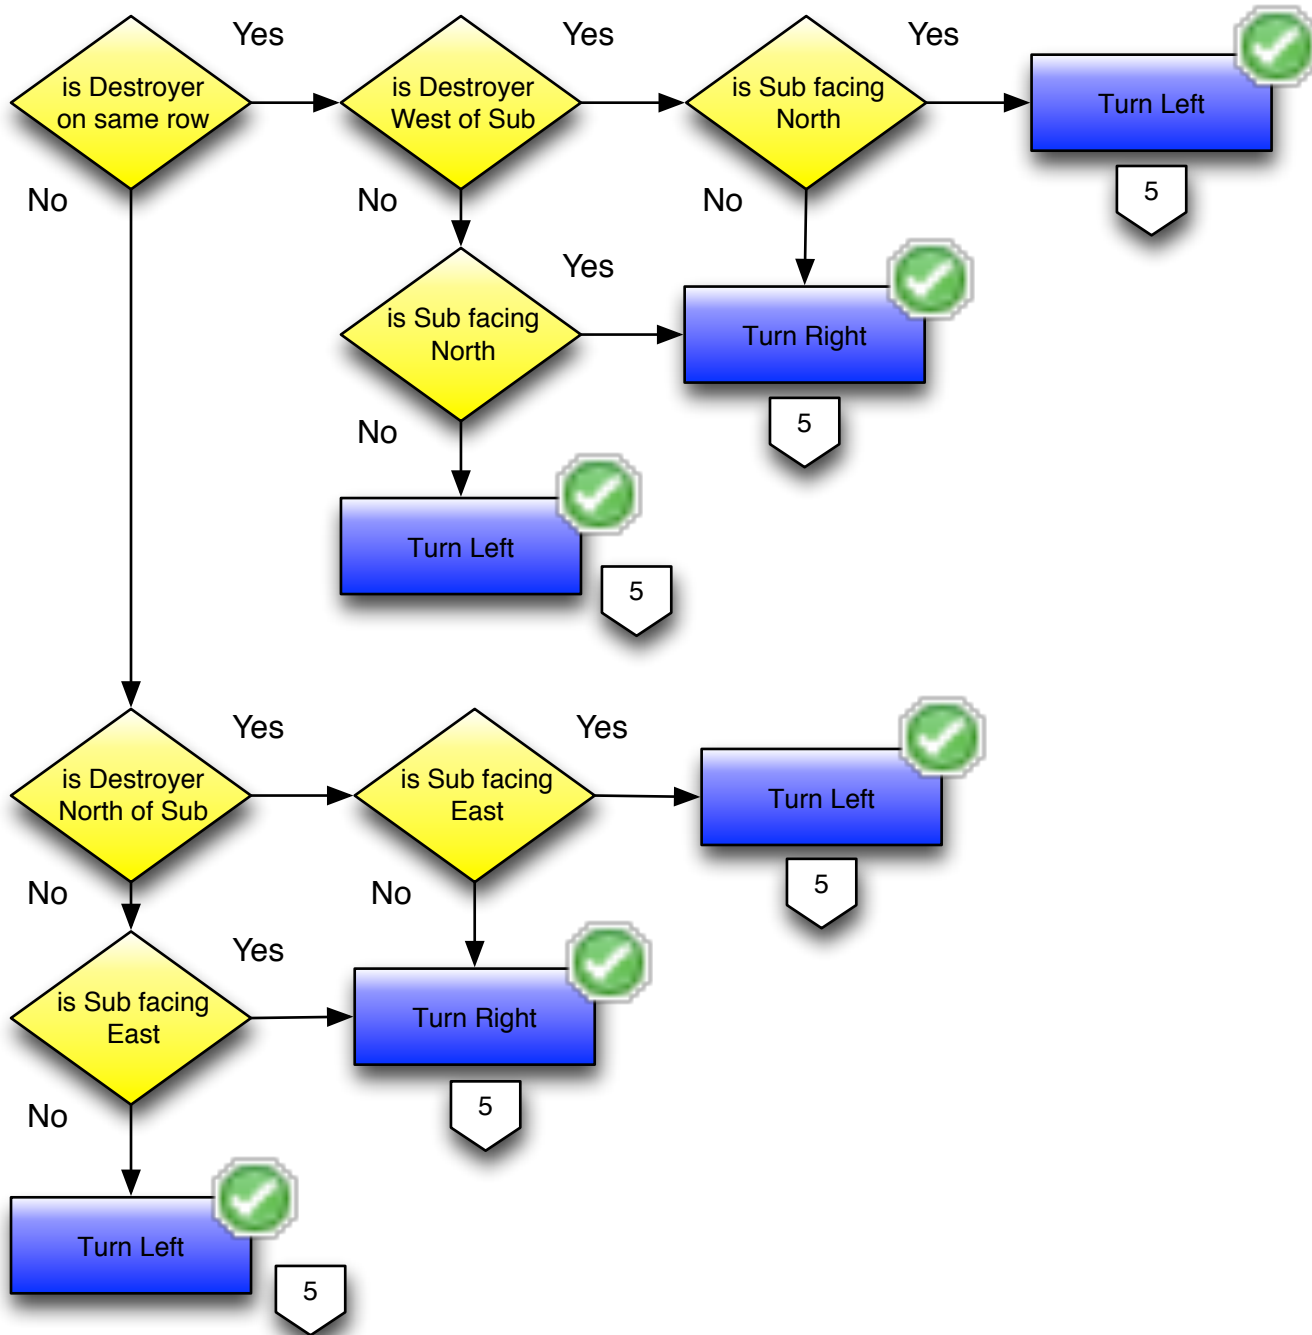 Yes
Yes
Yes
is Destroyer
on same row
is Destroyer
West of Sub
is Sub facing
North
Turn Left
No
No
No
5
Yes
is Sub facing
North
Turn Right
No
5
Turn Left
5
Yes
Yes
is Destroyer
North of Sub
is Sub facing
East
Turn Left
No
No
5
Yes
is Sub facing
East
Turn Right
No
5
Turn Left
5